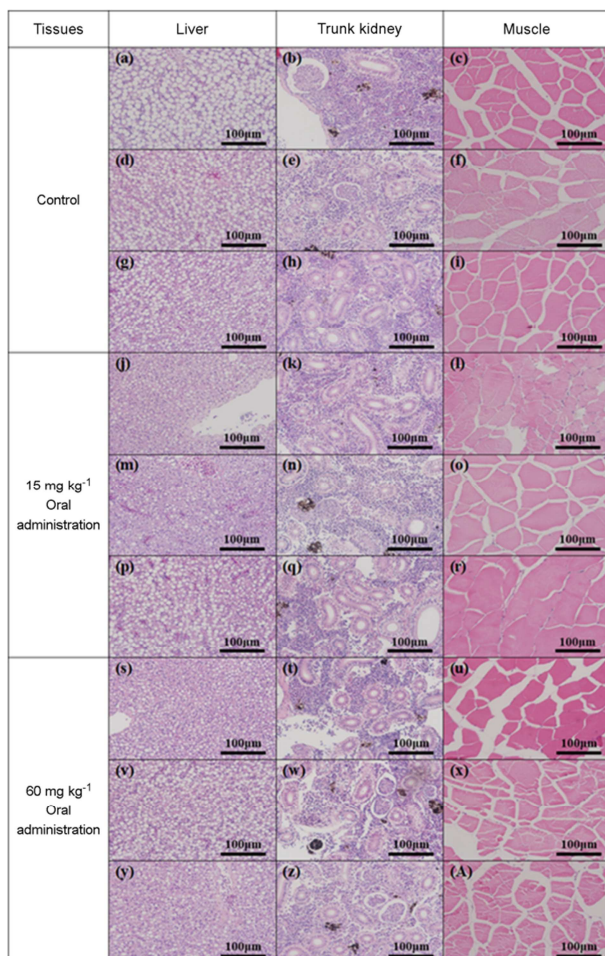 Tissues Liver Trunk kidney Muscle
(a) (b) (c)
100μm 100μm 100μm
(d) (e) (f)
Control
100μm 100μm 100μm
(g) (h) (i)
100μm 100μm 100μm
(j) (k) (l)
100μm 100μm 100μm
(m) (n) (o)
15 mg kg⁻¹
Oral
administration
100μm 100μm 100μm
(p) (q) (r)
100μm 100μm 100μm
(s) (t) (u)
100μm 100μm 100μm
(v) (w) (x)
60 mg kg⁻¹
Oral
administration
100μm 100μm 100μm
(y) (z) (A)
100μm 100μm 100μm